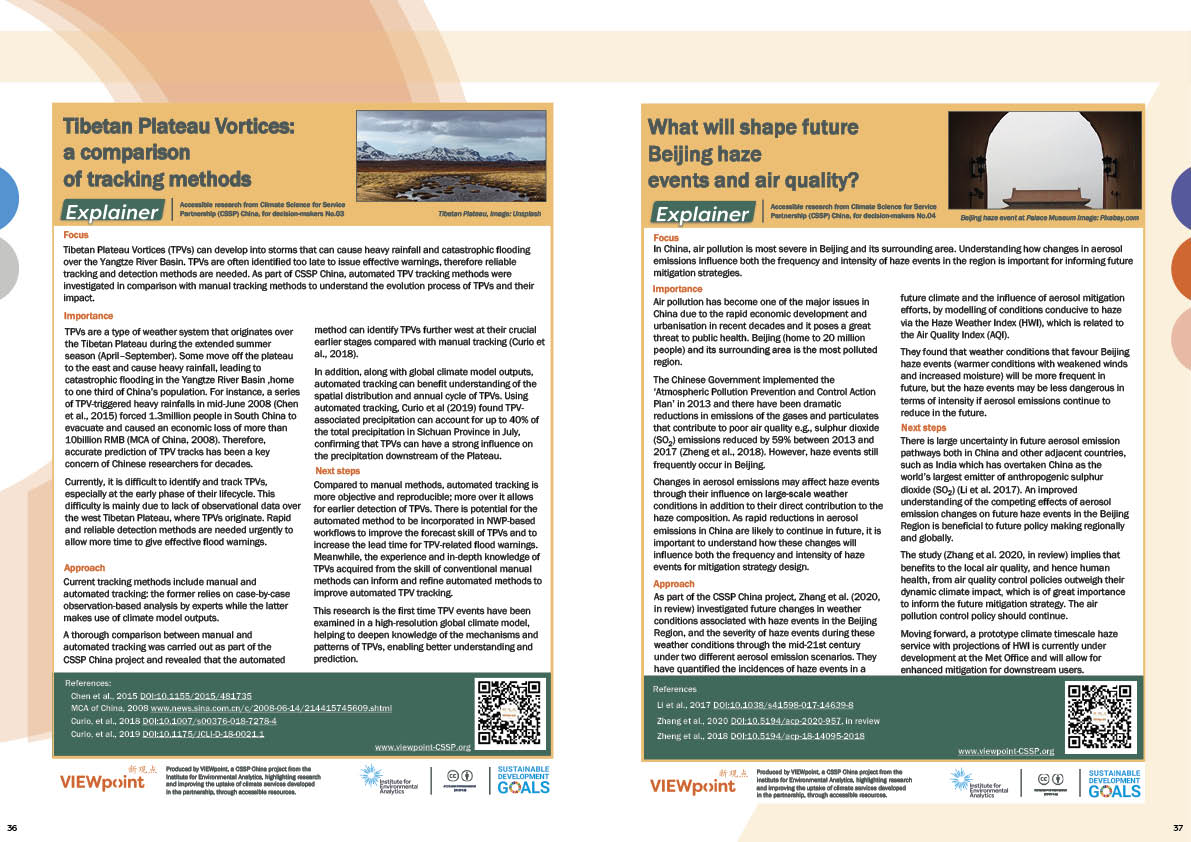 Tibetan Plateau Vortices:
a comparison
of tracking methods
Explainer
Accessible research from Climate Science for Service
Partnership (CSSP) China, for decision-makers No.03
Tibetan Plateau, Image: Unsplash
Focus
Tibetan Plateau Vortices (TPVs) can develop into storms that can cause heavy rainfall and catastrophic flooding
over the Yangtze River Basin. TPVs are often identified too late to issue effective warnings, therefore reliable
tracking and detection methods are needed. As part of CSSP China, automated TPV tracking methods were
investigated in comparison with manual tracking methods to understand the evolution process of TPVs and their
impact.
Importance
TPVs are a type of weather system that originates over
the Tibetan Plateau during the extended summer
season (April–September). Some move off the plateau
to the east and cause heavy rainfall, leading to
catastrophic flooding in the Yangtze River Basin ,home
to one third of China's population. For instance, a series
of TPV-triggered heavy rainfalls in mid-June 2008 (Chen
et al., 2015) forced 1.3million people in South China to
evacuate and caused an economic loss of more than
10billion RMB (MCA of China, 2008). Therefore,
accurate prediction of TPV tracks has been a key
concern of Chinese researchers for decades.
Currently, it is difficult to identify and track TPVs,
especially at the early phase of their lifecycle. This
difficulty is mainly due to lack of observational data over
the west Tibetan Plateau, where TPVs originate. Rapid
and reliable detection methods are needed urgently to
allow more time to give effective flood warnings.
Approach
Current tracking methods include manual and
automated tracking: the former relies on case-by-case
observation-based analysis by experts while the latter
makes use of climate model outputs.
A thorough comparison between manual and
automated tracking was carried out as part of the
CSSP China project and revealed that the automated
method can identify TPVs further west at their crucial
earlier stages compared with manual tracking (Curio et
al., 2018).
In addition, along with global climate model outputs,
automated tracking can benefit understanding of the
spatial distribution and annual cycle of TPVs. Using
automated tracking, Curio et al (2019) found TPV-
associated precipitation can account for up to 40% of
the total precipitation in Sichuan Province in July,
confirming that TPVs can have a strong influence on
the precipitation downstream of the Plateau.
Next steps
Compared to manual methods, automated tracking is
more objective and reproducible; more over it allows
for earlier detection of TPVs. There is potential for the
automated method to be incorporated in NWP-based
workflows to improve the forecast skill of TPVs and to
increase the lead time for TPV-related flood warnings.
Meanwhile, the experience and in-depth knowledge of
TPVs acquired from the skill of conventional manual
methods can inform and refine automated methods to
improve automated TPV tracking.
This research is the first time TPV events have been
examined in a high-resolution global climate model,
helping to deepen knowledge of the mechanisms and
patterns of TPVs, enabling better understanding and
prediction.
References:
Chen et al., 2015 DOI:10.1155/2015/481735
MCA of China, 2008 www.news.sina.com.cn/c/2008-06-14/214415745609.shtml
Curio, et al., 2018 DOI:10.1007/s00376-018-7278-4
Curio, et al., 2019 DOI:10.1175/JCLI-D-18-0021.1
www.viewpoint-CSSP.org
新观点
VIEWpoint
Produced by VIEWpoint, a CSSP China project from the
Institute for Environmental Analytics, highlighting research
and improving the uptake of climate services developed
in the partnership, through accessible resources.
Institute for
Environmental
Analytics
SUSTAINABLE
DEVELOPMENT
GOALS
36
What will shape future
Beijing haze
events and air quality?
Explainer
Accessible research from Climate Science for Service
Partnership (CSSP) China, for decision-makers No.04
Beijing haze event at Palace Museum Image: Pixabay.com
Focus
In China, air pollution is most severe in Beijing and its surrounding area. Understanding how changes in aerosol
emissions influence both the frequency and intensity of haze events in the region is important for informing future
mitigation strategies.
Importance
Air pollution has become one of the major issues in
China due to the rapid economic development and
urbanisation in recent decades and it poses a great
threat to public health. Beijing (home to 20 million
people) and its surrounding area is the most polluted
region.
The Chinese Government implemented the
'Atmospheric Pollution Prevention and Control Action
Plan' in 2013 and there have been dramatic
reductions in emissions of the gases and particulates
that contribute to poor air quality e.g., sulphur dioxide
(SO2) emissions reduced by 59% between 2013 and
2017 (Zheng et al., 2018). However, haze events still
frequently occur in Beijing.
Changes in aerosol emissions may affect haze events
through their influence on large-scale weather
conditions in addition to their direct contribution to the
haze composition. As rapid reductions in aerosol
emissions in China are likely to continue in future, it is
important to understand how these changes will
influence both the frequency and intensity of haze
events for mitigation strategy design.
Approach
As part of the CSSP China project, Zhang et al. (2020,
in review) investigated future changes in weather
conditions associated with haze events in the Beijing
Region, and the severity of haze events during these
weather conditions through the mid-21st century
under two different aerosol emission scenarios. They
have quantified the incidences of haze events in a
future climate and the influence of aerosol mitigation
efforts, by modelling of conditions conducive to haze
via the Haze Weather Index (HWI), which is related to
the Air Quality Index (AQI).
They found that weather conditions that favour Beijing
haze events (warmer conditions with weakened winds
and increased moisture) will be more frequent in
future, but the haze events may be less dangerous in
terms of intensity if aerosol emissions continue to
reduce in the future.
Next steps
There is large uncertainty in future aerosol emission
pathways both in China and other adjacent countries,
such as India which has overtaken China as the
world's largest emitter of anthropogenic sulphur
dioxide (SO2) (Li et al. 2017). An improved
understanding of the competing effects of aerosol
emission changes on future haze events in the Beijing
Region is beneficial to future policy making regionally
and globally.
The study (Zhang et al. 2020, in review) implies that
benefits to the local air quality, and hence human
health, from air quality control policies outweigh their
dynamic climate impact, which is of great importance
to inform the future mitigation strategy. The air
pollution control policy should continue.
Moving forward, a prototype climate timescale haze
service with projections of HWI is currently under
development at the Met Office and will allow for
enhanced mitigation for downstream users.
References
Li et al., 2017 DOI:10.1038/s41598-017-14639-8
Zhang et al., 2020 DOI:10.5194/acp-2020-957, in review
Zheng et al., 2018 DOI:10.5194/acp-18-14095-2018
www.viewpoint-CSSP.org
新观点
VIEWpoint
Produced by VIEWpoint, a CSSP China project from the
Institute for Environmental Analytics, highlighting research
and improving the uptake of climate services developed
in the partnership, through accessible resources.
Institute for
Environmental
Analytics
SUSTAINABLE
DEVELOPMENT
GOALS
37